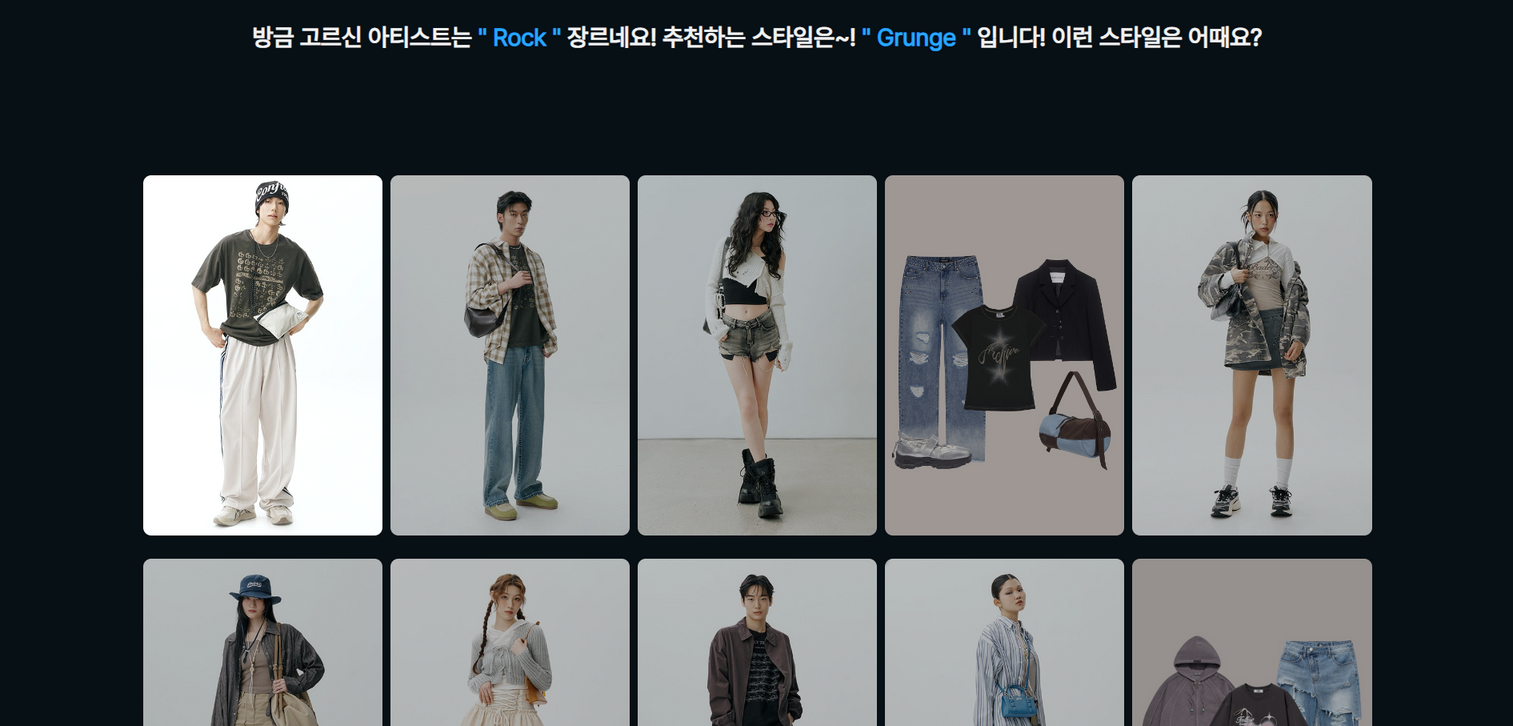 방금 고르신 아티스트는 " Rock " 장르네요! 추천하는 스타일은~! " Grunge " 입니다! 이런 스타일은 어때요?